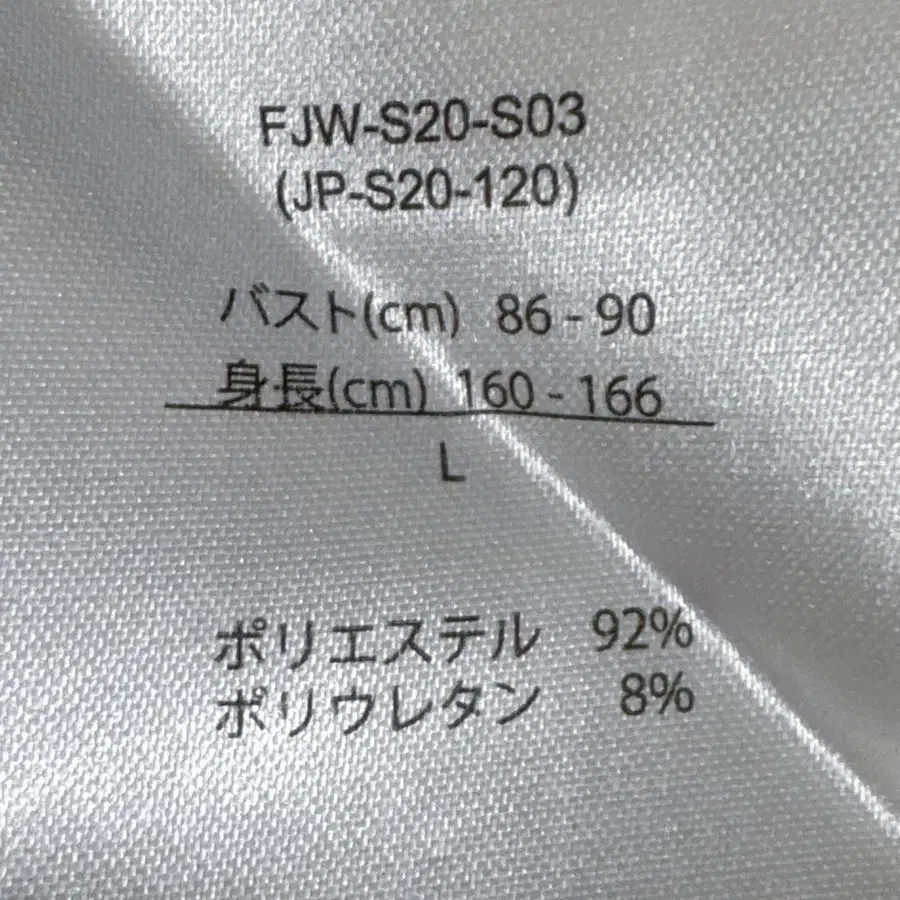 FJW-S20-S03
(JP-S20-120)
バスト(cm) 86 - 90
身長(cm) 160 - 166
L
ポリエステル 92%
ポリウレタン 8%